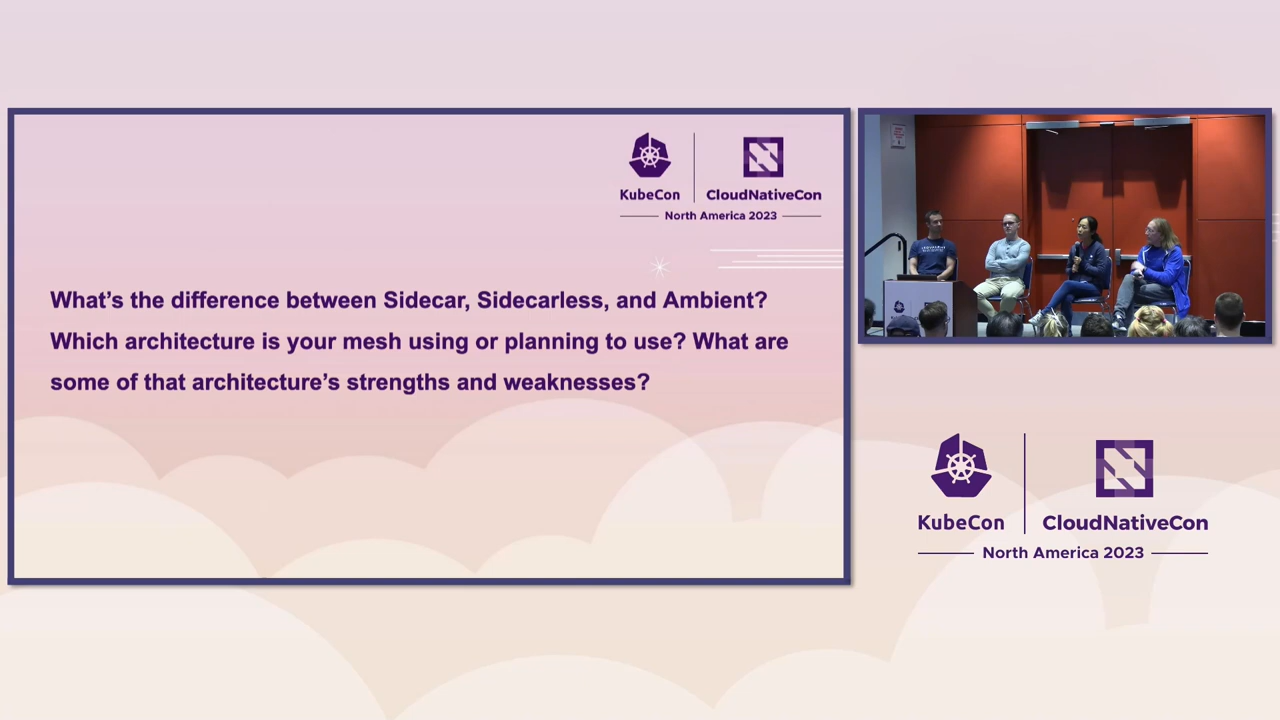 KubeCon
CloudNativeCon
North America 2023
What's the difference between Sidecar, Sidecarless, and Ambient?
Which architecture is your mesh using or planning to use? What are
some of that architecture's strengths and weaknesses?
KubeCon
CloudNativeCon
North America 2023